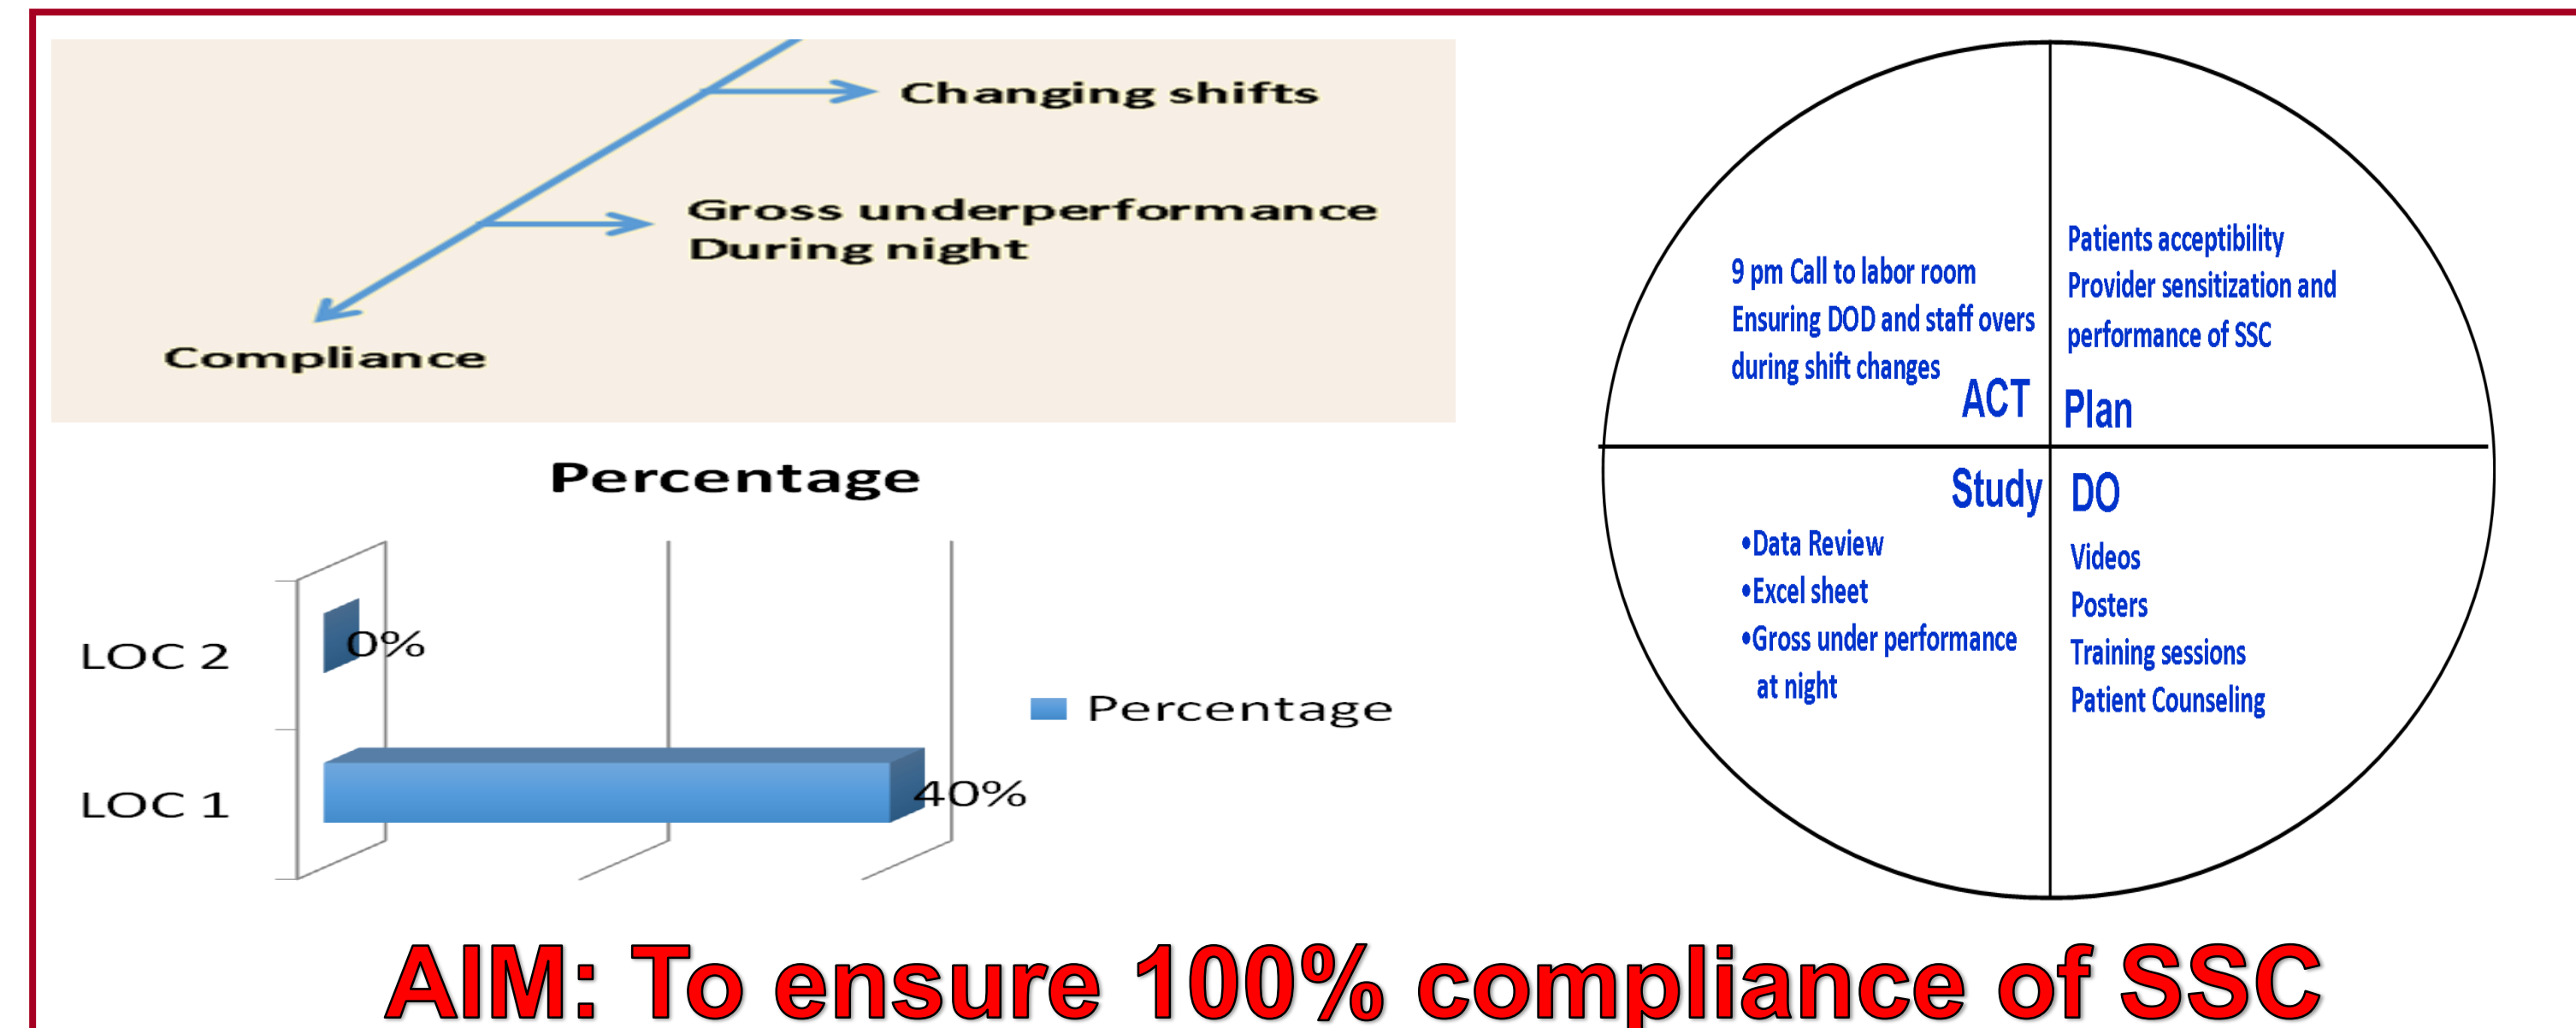 Changing shifts
Gross underperformance
During night
Compliance
Percentage
LOC 2
0%
Percentage
LOC 1
40%
9 pm Call to labor room
Ensuring DOD and staff overs
during shift changes
ACT
Patients acceptibility
Provider sensitization and
performance of SSC
Plan
Study
•Data Review
•Excel sheet
•Gross under performance
at night
DO
Videos
Posters
Training sessions
Patient Counseling
AIM: To ensure 100% compliance of SSC